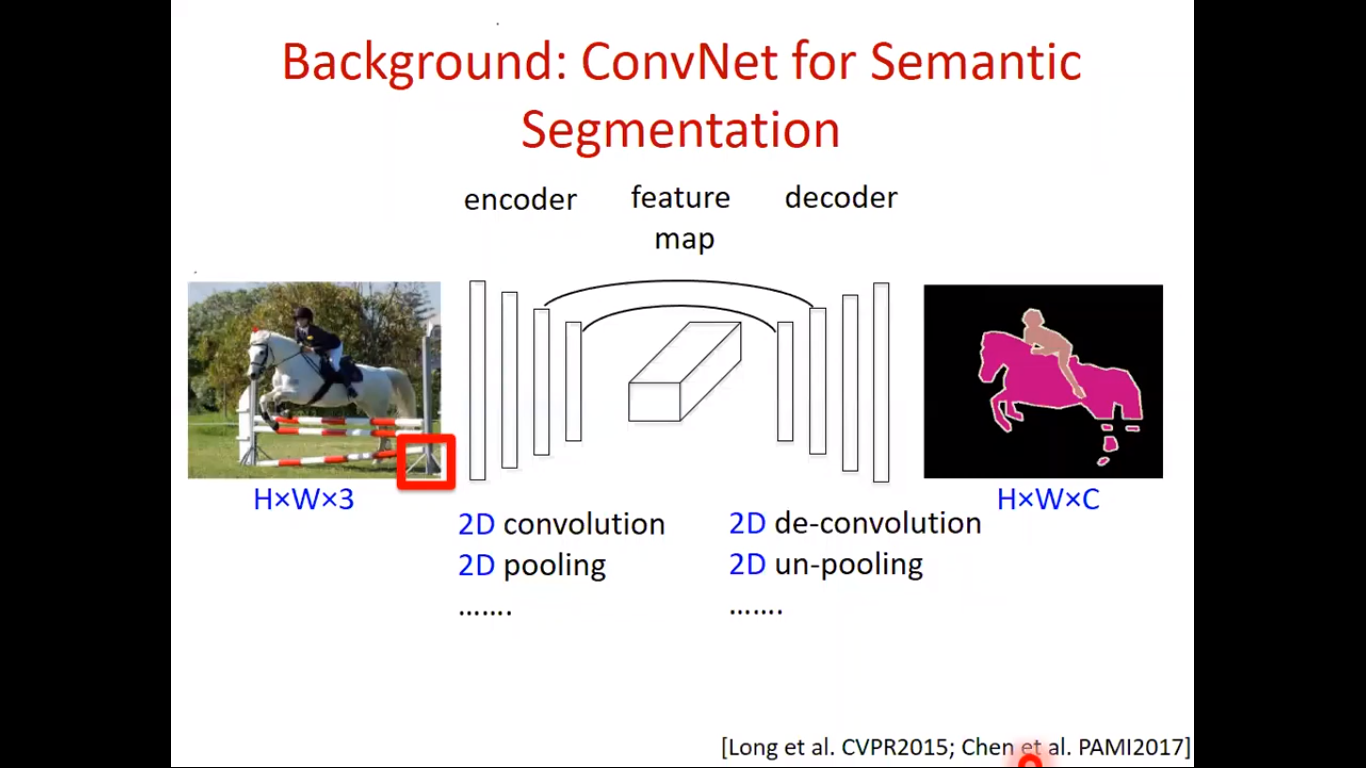 Background: ConvNet for Semantic
Segmentation
encoder
feature
map
decoder
H×W×3
H×W×C
2D convolution
2D pooling
.......
2D de-convolution
2D un-pooling
.......
[Long et al. CVPR2015; Chen et al. PAMI2017]